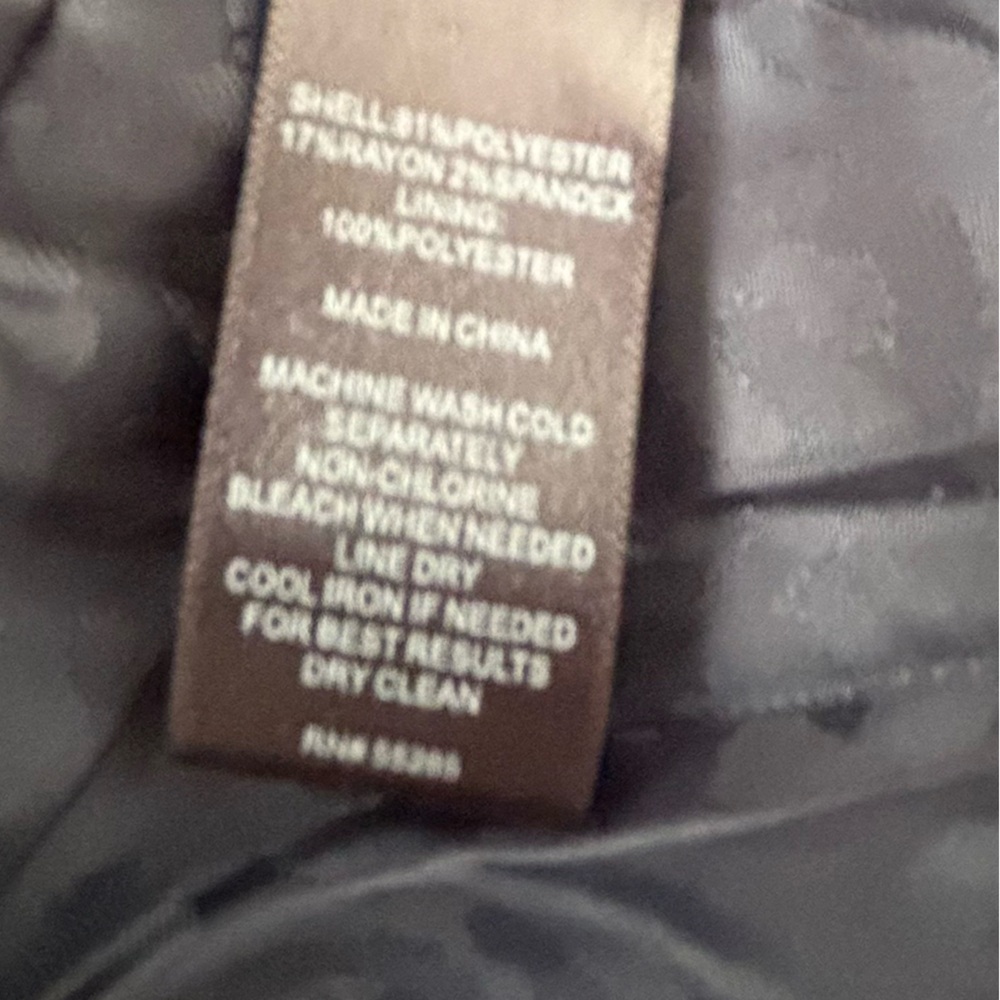 SHELL:81%POLYESTER
17%RAYON 2%SPANDEX
LINING:
100%POLYESTER
MADE IN CHINA
MACHINE WASH COLD
SEPARATELY
NON-CHLORINE
BLEACH WHEN NEEDED
LINE DRY
COOL IRON IF NEEDED
FOR BEST RESULTS
DRY CLEAN
RN#